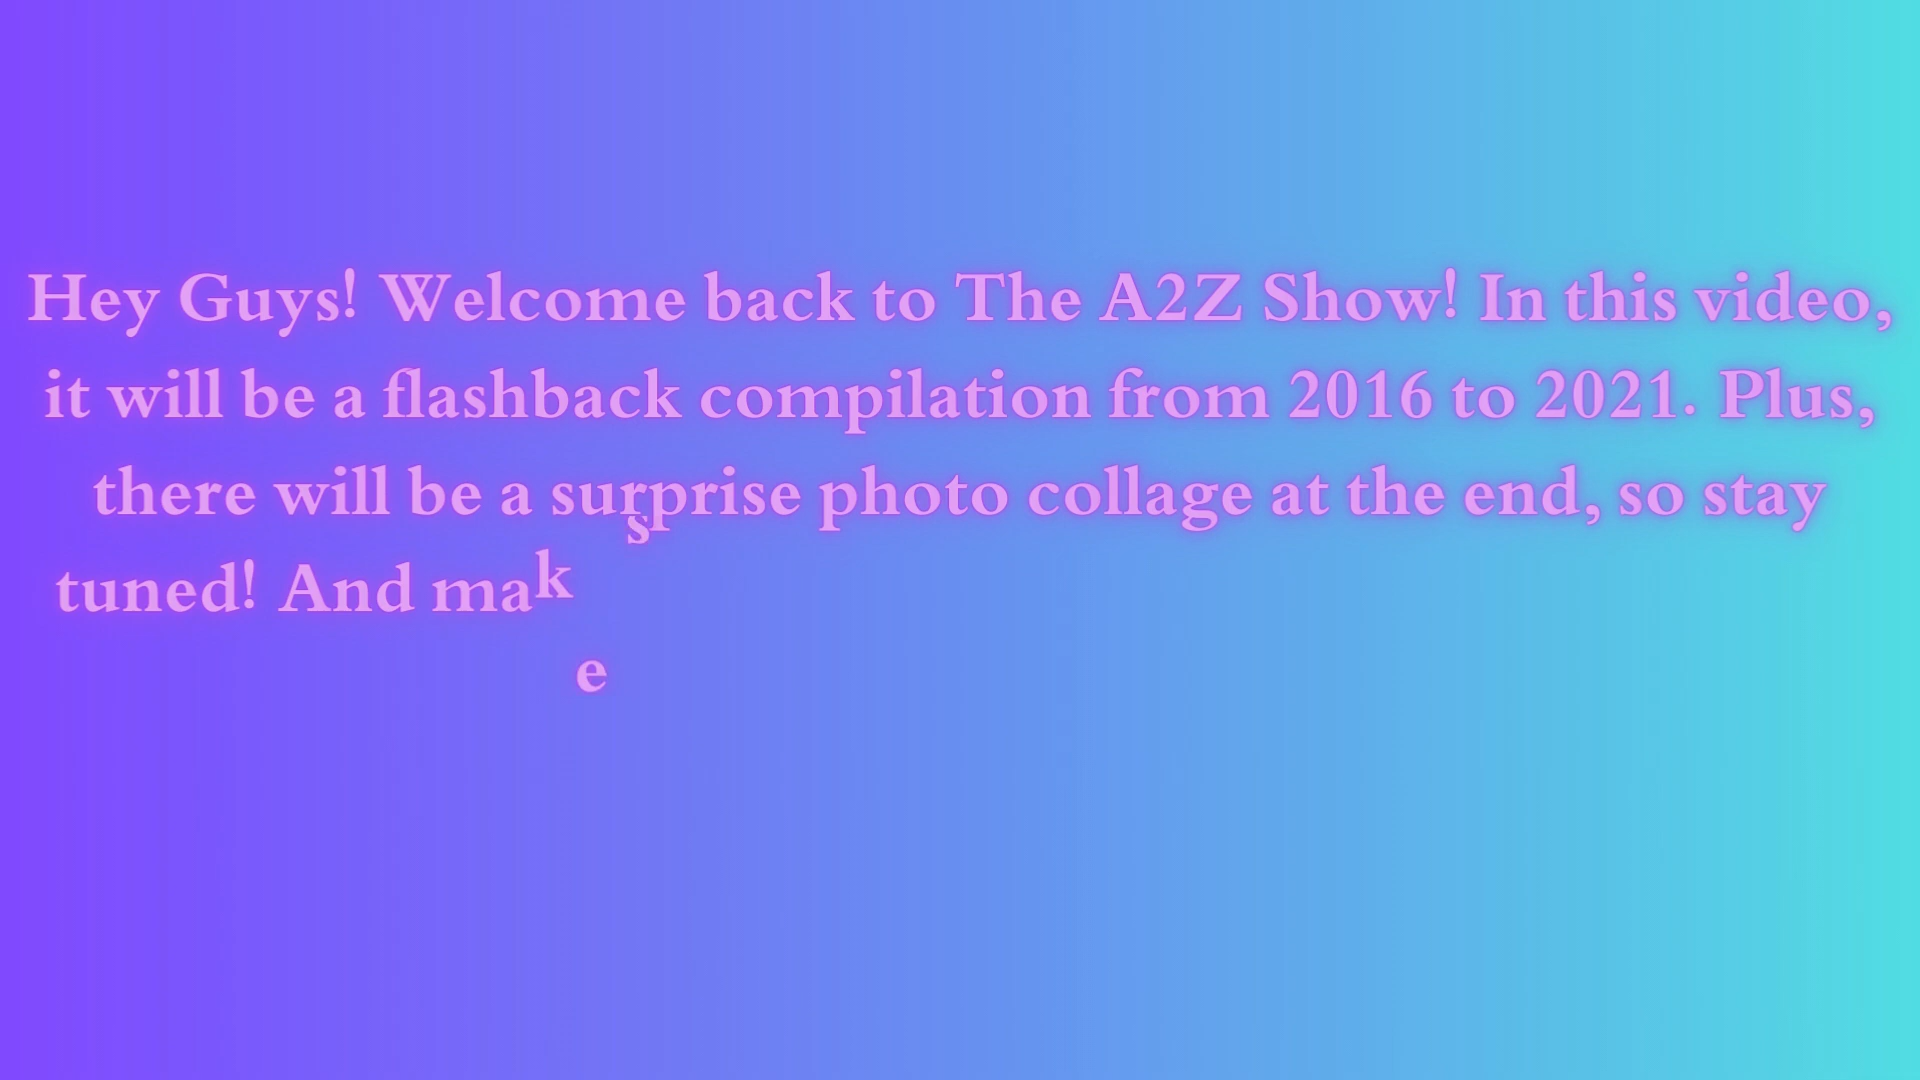 Hey Guys! Welcome back to The A2Z Show! In this video,
it will be a flashback compilation from 2016 to 2021. Plus,
there will be a surprise photo collage at the end, so stay
tuned! And make s